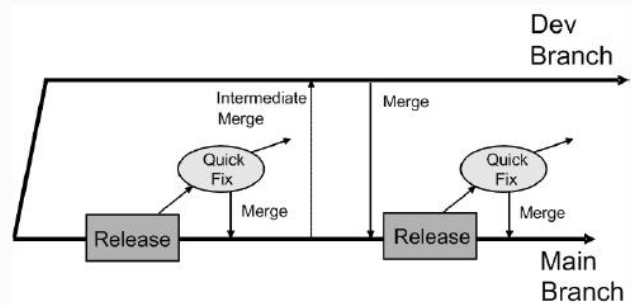 Dev
Branch
Intermediate
Merge
Merge
Quick
Fix
Quick
Fix
Merge
Merge
Release
Release
Main
Branch